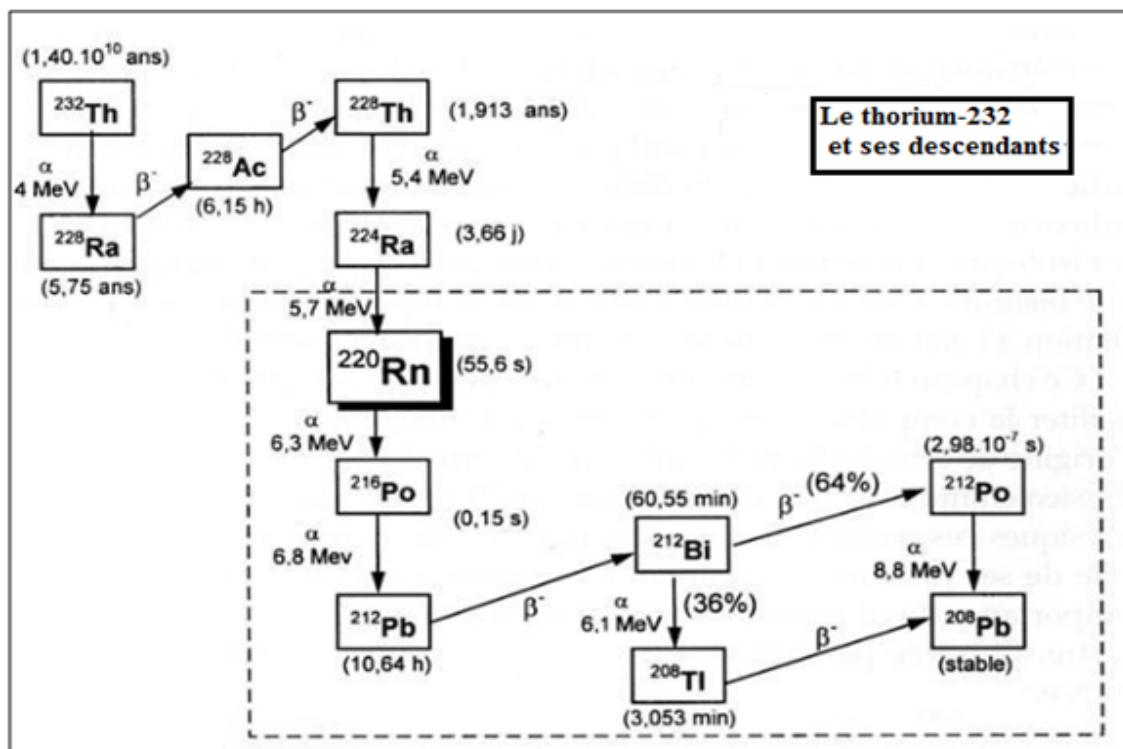 (1,40.10¹⁰ ans)
²³²Th
α
4 MeV
²²⁸Ra
(5,75 ans)
β⁻
²²⁸Ac
(6,15 h)
β⁻
²²⁸Th
(1,913 ans)
α
5,4 MeV
²²⁴Ra
(3,66 j)
α
5,7 MeV
²²⁰Rn
(55,6 s)
α
6,3 MeV
²¹⁶Po
(0,15 s)
α
6,8 Mev
²¹²Pb
(10,64 h)
β⁻
(60,55 min)
²¹²Bi
β⁻
(64%)
α
6,1 MeV
(36%)
²⁰⁸Tl
(3,053 min)
β⁻
(2,98.10⁻⁷ s)
²¹²Po
α
8,8 MeV
²⁰⁸Pb
(stable)
Le thorium-232
et ses descendants